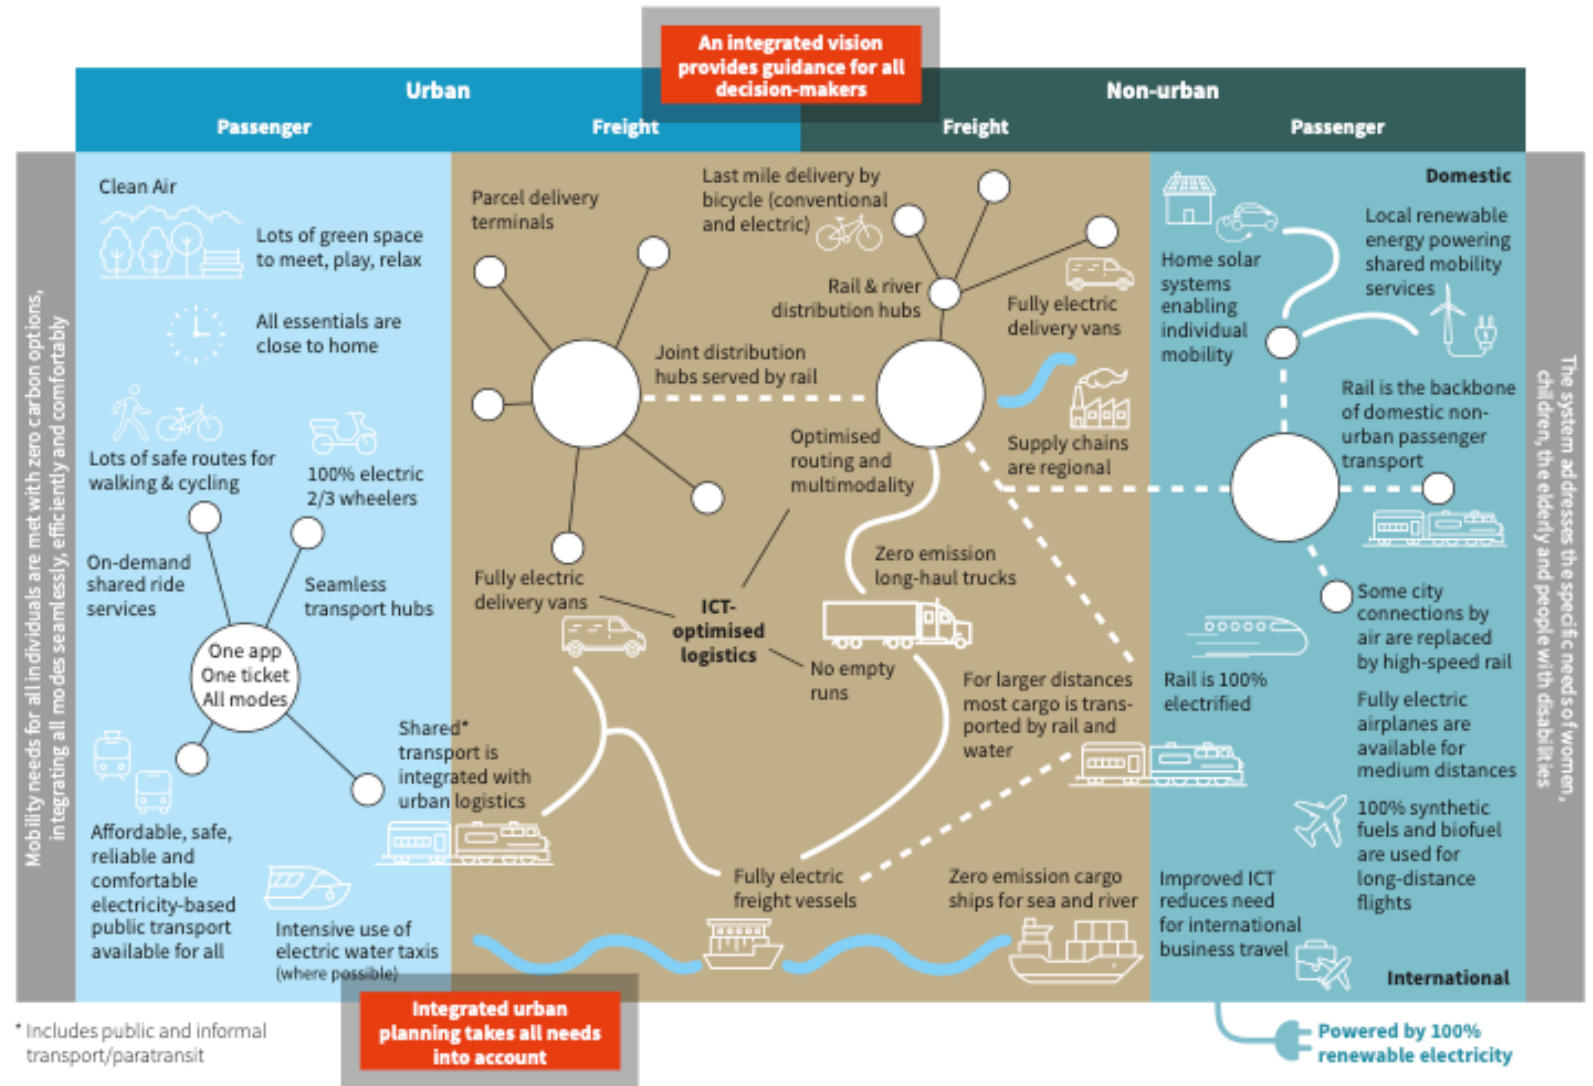 An integrated vision
provides guidance for all
decision-makers
Urban
Non-urban
Passenger
Freight
Freight
Passenger
Mobility needs for all individuals are met with zero carbon options,
integrating all modes seamlessly, efficiently and comfortably
Clean Air
Lots of green space
to meet, play, relax
All essentials are
close to home
Lots of safe routes for
walking & cycling
100% electric
2/3 wheelers
On-demand
shared ride
services
Seamless
transport hubs
One app
One ticket
All modes
Shared*
transport is
integrated with
urban logistics
Affordable, safe,
reliable and
comfortable
electricity-based
public transport
available for all
Intensive use of
electric water taxis
(where possible)
Parcel delivery
terminals
Last mile delivery by
bicycle (conventional
and electric)
Rail & river
distribution hubs
Fully electric
delivery vans
Joint distribution
hubs served by rail
Optimised
routing and
multimodality
Supply chains
are regional
Fully electric
delivery vans
ICT-
optimised
logistics
Zero emission
long-haul trucks
No empty
runs
For larger distances
most cargo is trans-
ported by rail and
water
Fully electric
freight vessels
Zero emission cargo
ships for sea and river
Domestic
Home solar
systems
enabling
individual
mobility
Local renewable
energy powering
shared mobility
services
Rail is the backbone
of domestic non-
urban passenger
transport
Some city
connections by
air are replaced
by high-speed rail
Rail is 100%
electrified
Fully electric
airplanes are
available for
medium distances
100% synthetic
fuels and biofuel
are used for
long-distance
flights
Improved ICT
reduces need
for international
business travel
International
The system addresses the specific needs of women,
children, the elderly and people with disabilities
Integrated urban
planning takes all needs
into account
* Includes public and informal
transport/paratransit
Powered by 100%
renewable electricity